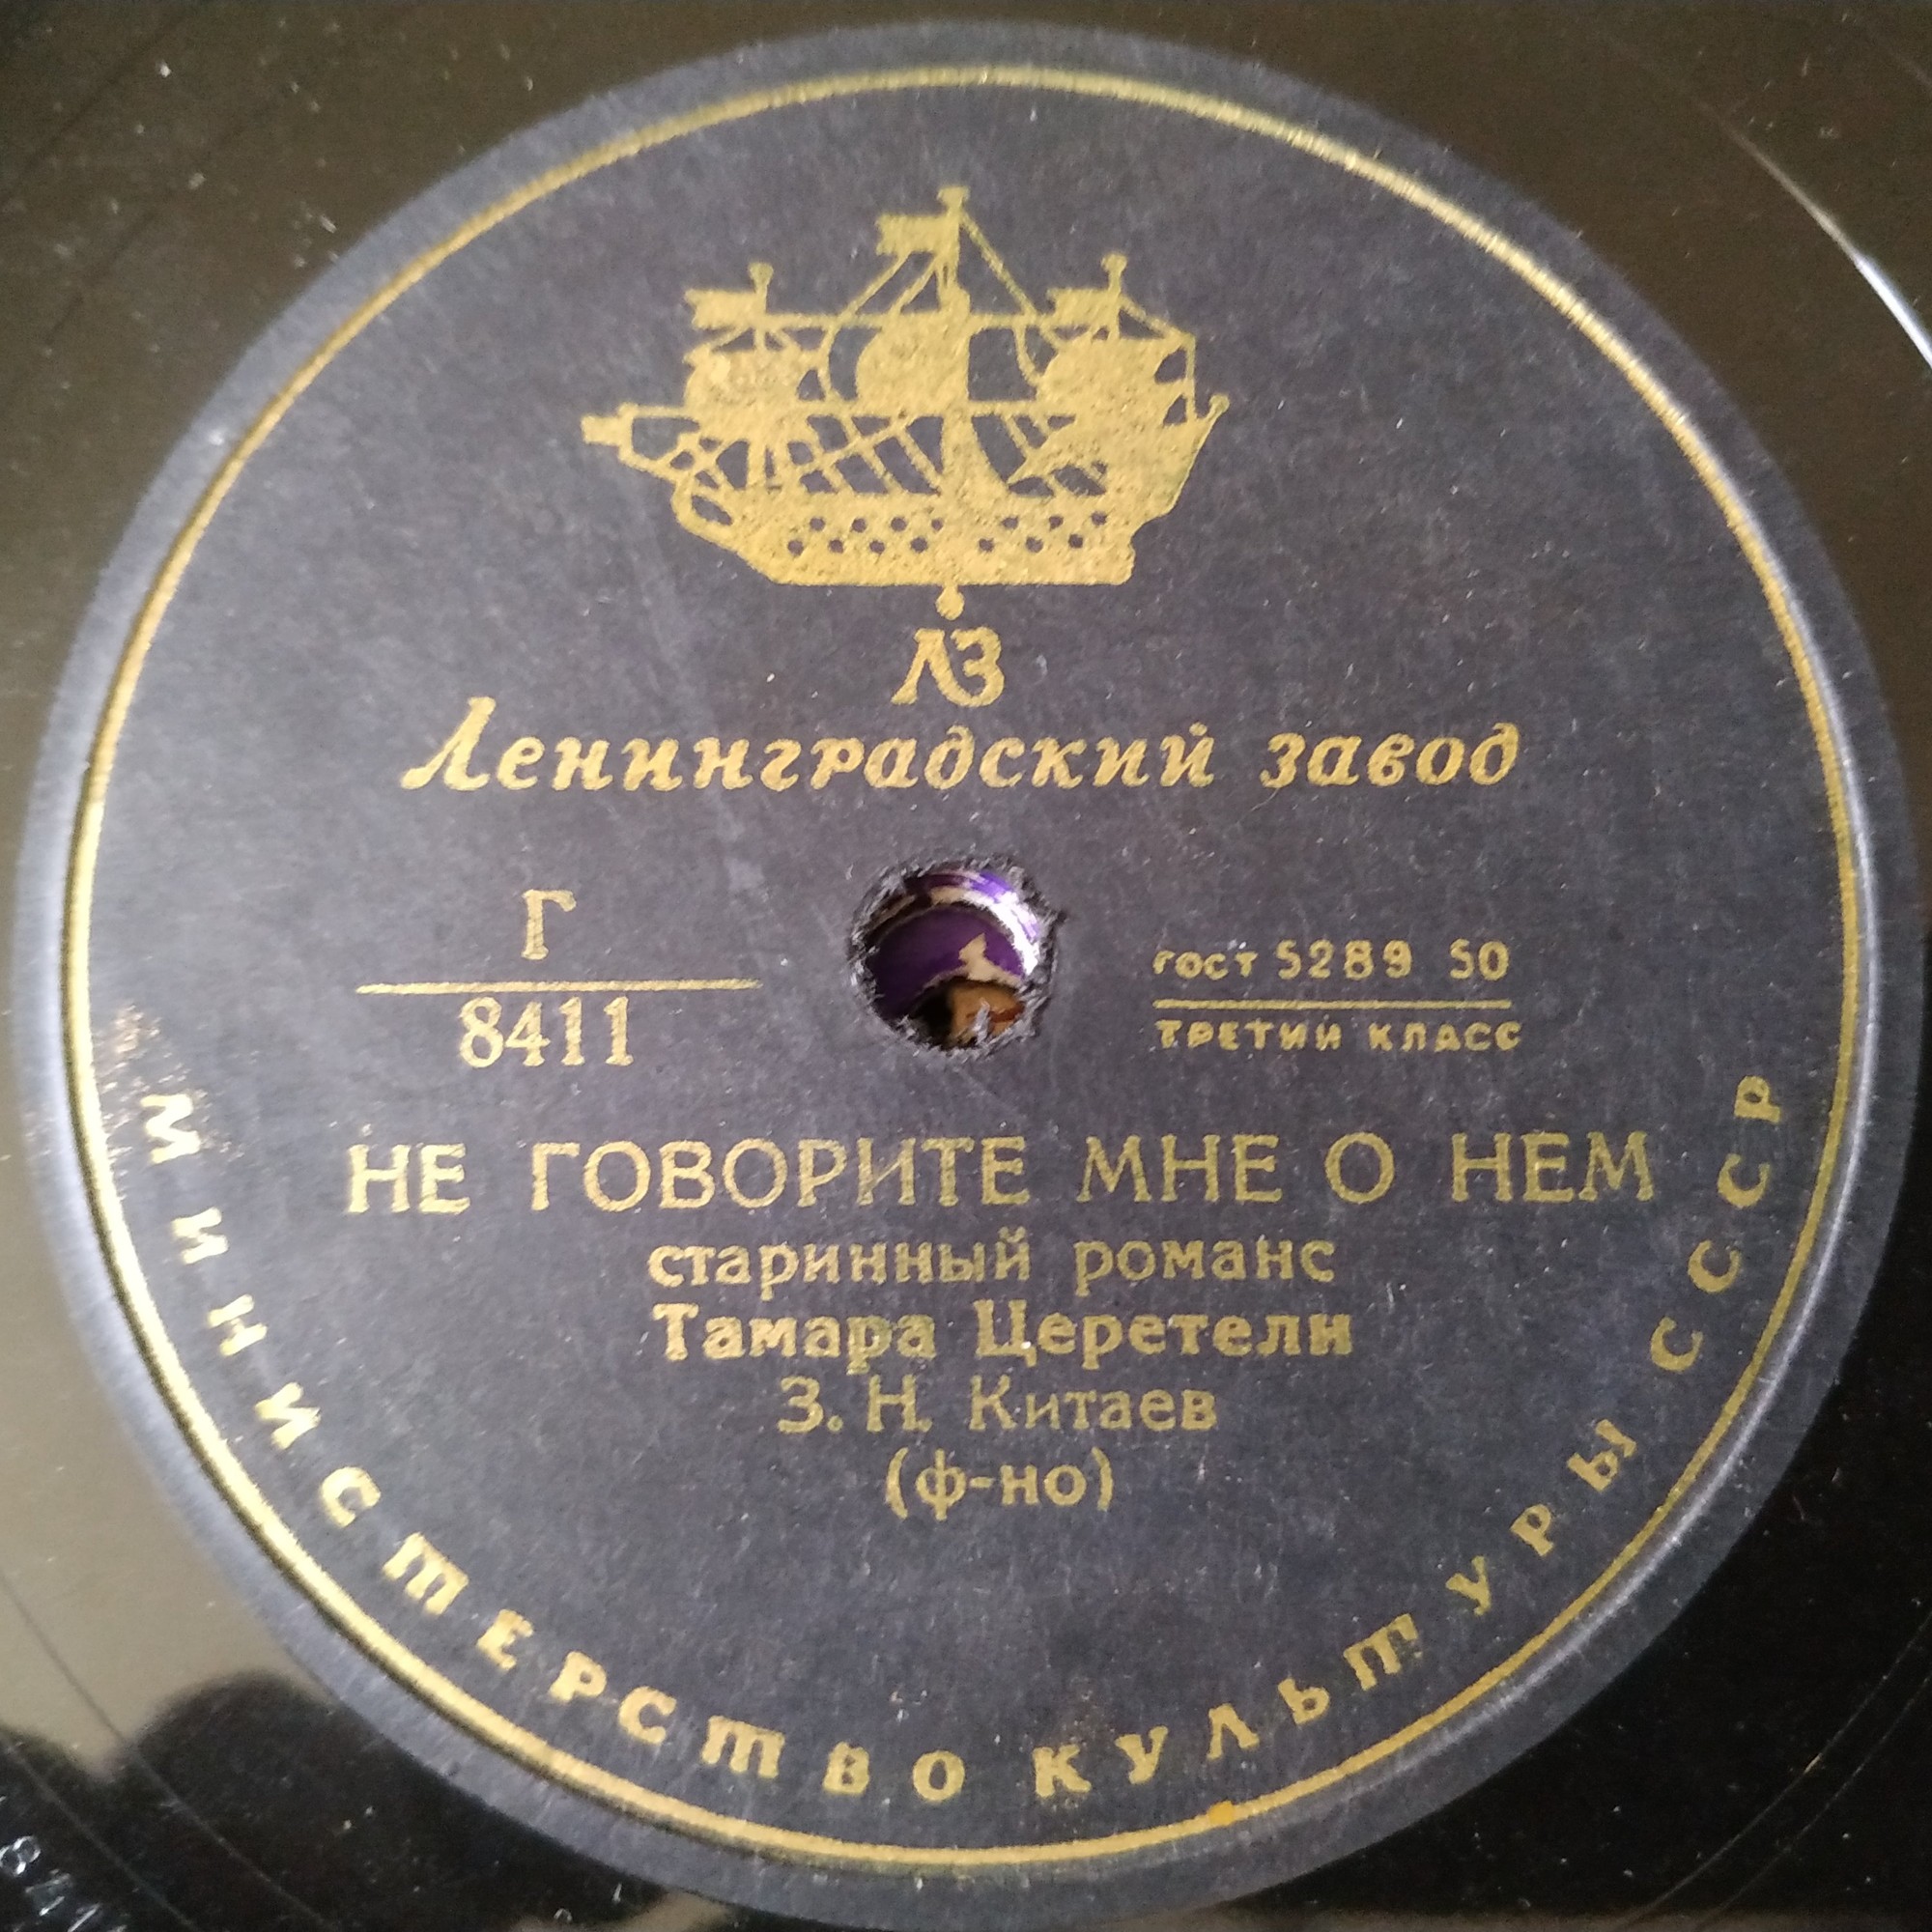 ЛЗ
Ленинградский завод
Г
8411
гост 5289 50
ТРЕТИЙ КЛАСС
НЕ ГОВОРИТЕ МНЕ О НЕМ
старинный романс
Тамара Церетели
З. Н. Китаев
(ф-но)
МИНИСТЕРСТВО КУЛЬТУРЫ СССР